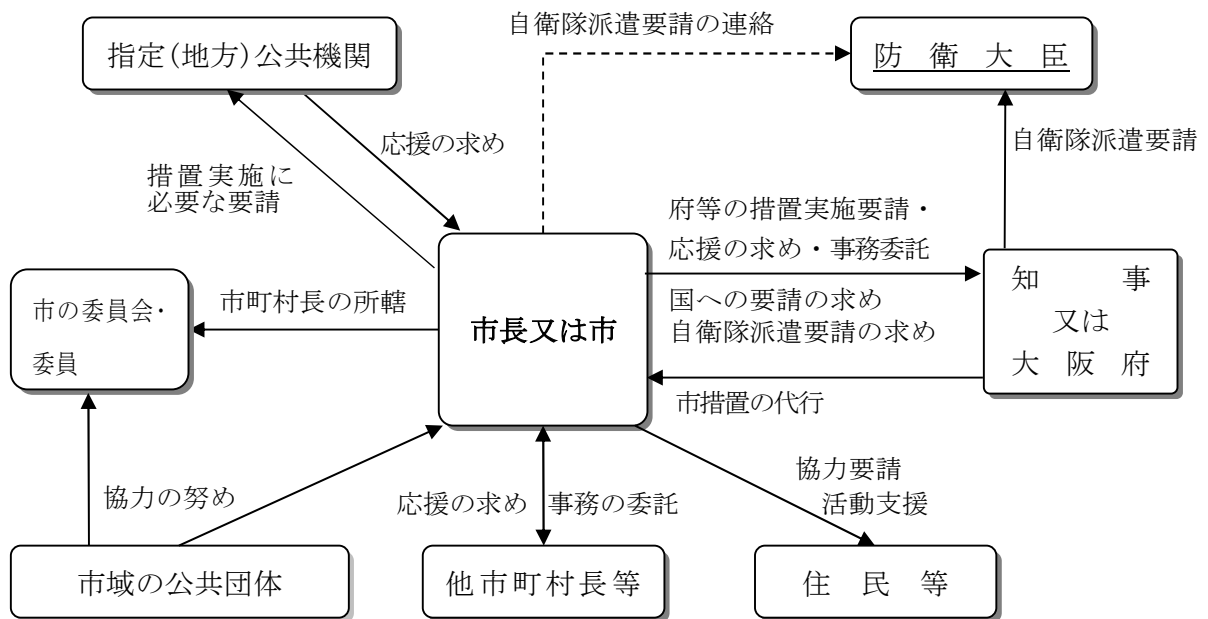 自衛隊派遣要請の連絡
指定(地方)公共機関
防衛大臣
応援の求め
自衛隊派遣要請
措置実施に
必要な要請
府等の措置実施要請・
応援の求め・事務委託
市の委員会・
委員
市町村長の所轄
市長又は市
国への要請の求め
自衛隊派遣要請の求め
知事
又は
大阪府
市措置の代行
協力の努め
応援の求め
事務の委託
協力要請
活動支援
市域の公共団体
他市町村長等
住民等